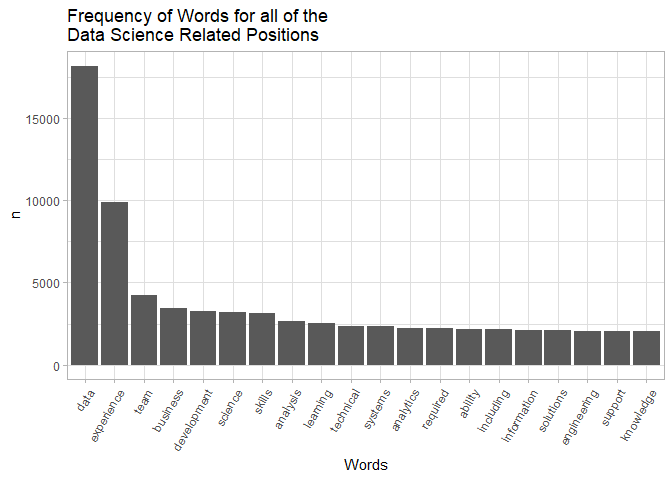 Frequency of Words for all of the
Data Science Related Positions
15000
10000
5000
0
n
data
experience
team
business
development
science
skills
analysis
learning
technical
systems
analytics
required
ability
including
information
solutions
engineering
support
knowledge
Words